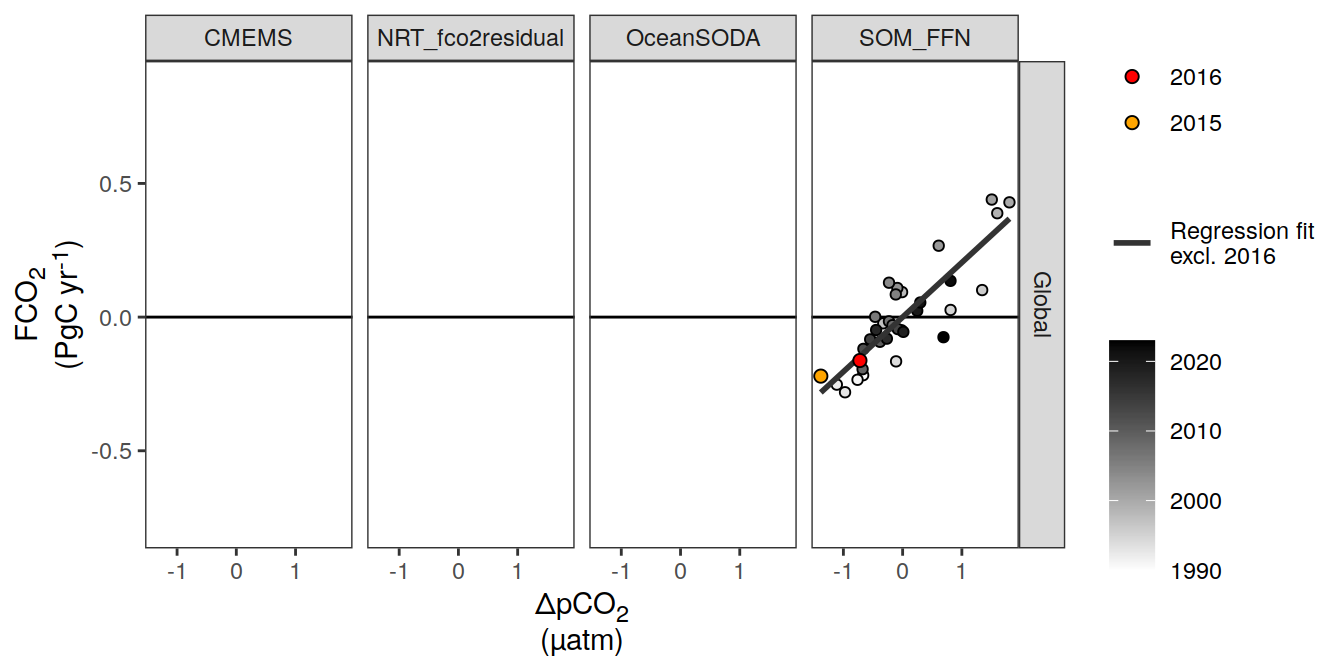 CMEMS NRT_fco2residual OceanSODA SOM_FFN
2016
2015
0.5
0.0
-0.5
FCO₂
(PgC yr⁻¹)
Global
Regression fit
excl. 2016
2020
2010
2000
1990
-1 0 1 -1 0 1 -1 0 1 -1 0 1
ΔpCO₂
(µatm)